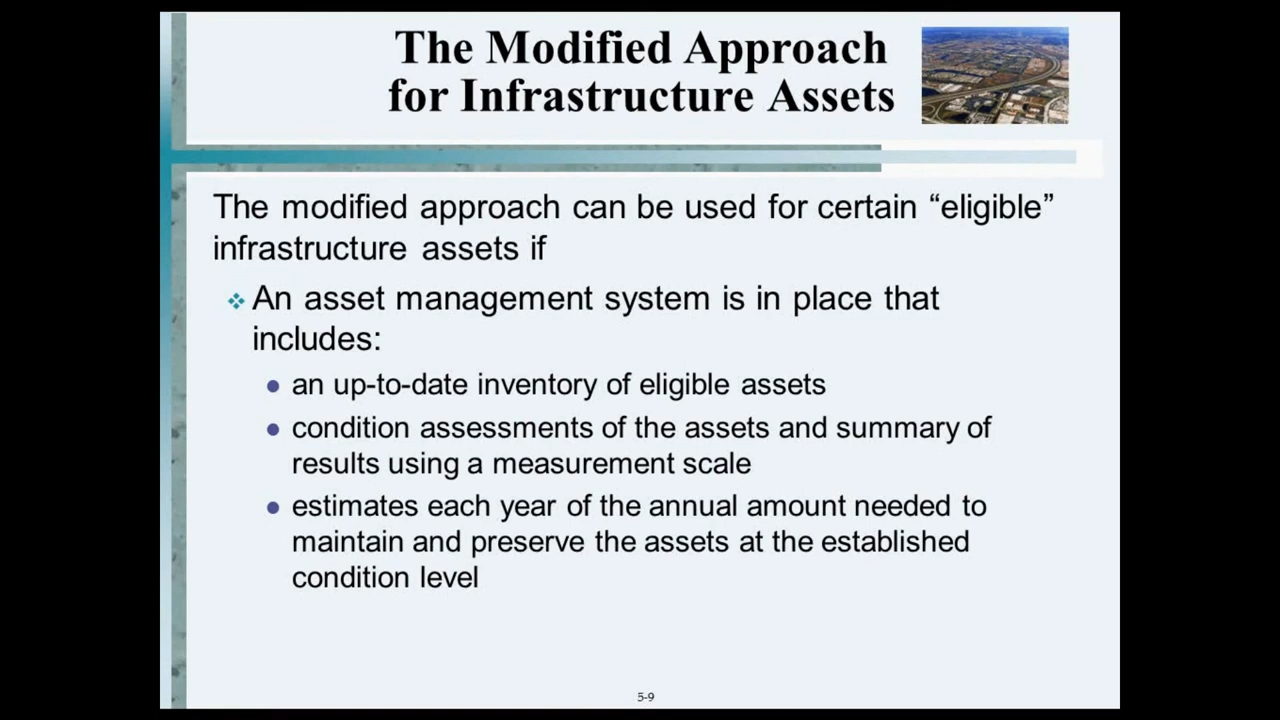 The Modified Approach
for Infrastructure Assets
The modified approach can be used for certain “eligible”
infrastructure assets if
An asset management system is in place that
includes:
an up-to-date inventory of eligible assets
condition assessments of the assets and summary of
results using a measurement scale
estimates each year of the annual amount needed to
maintain and preserve the assets at the established
condition level
5-9